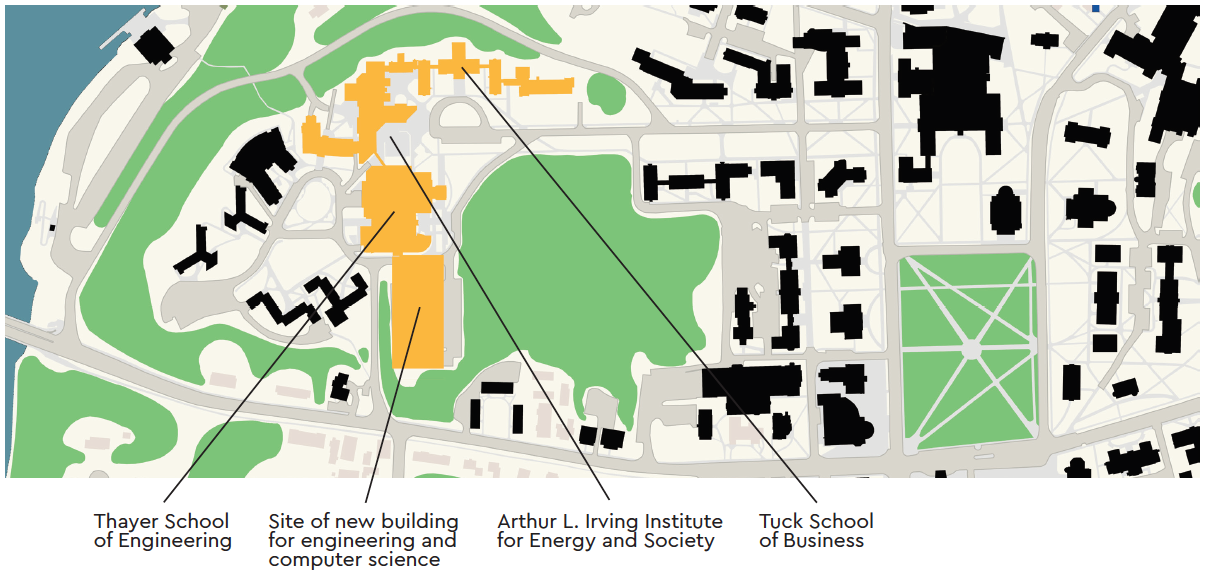 Thayer School
of Engineering
Site of new building
for engineering and
computer science
Arthur L. Irving Institute
for Energy and Society
Tuck School
of Business